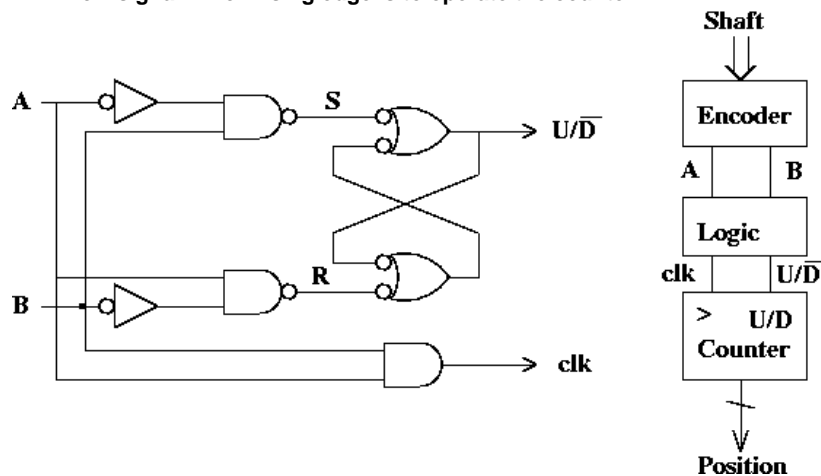 Shaft
A
S
U/D̅
Encoder
A
B
Logic
clk
U/D̅
B
R
> U/D
Counter
clk
Position